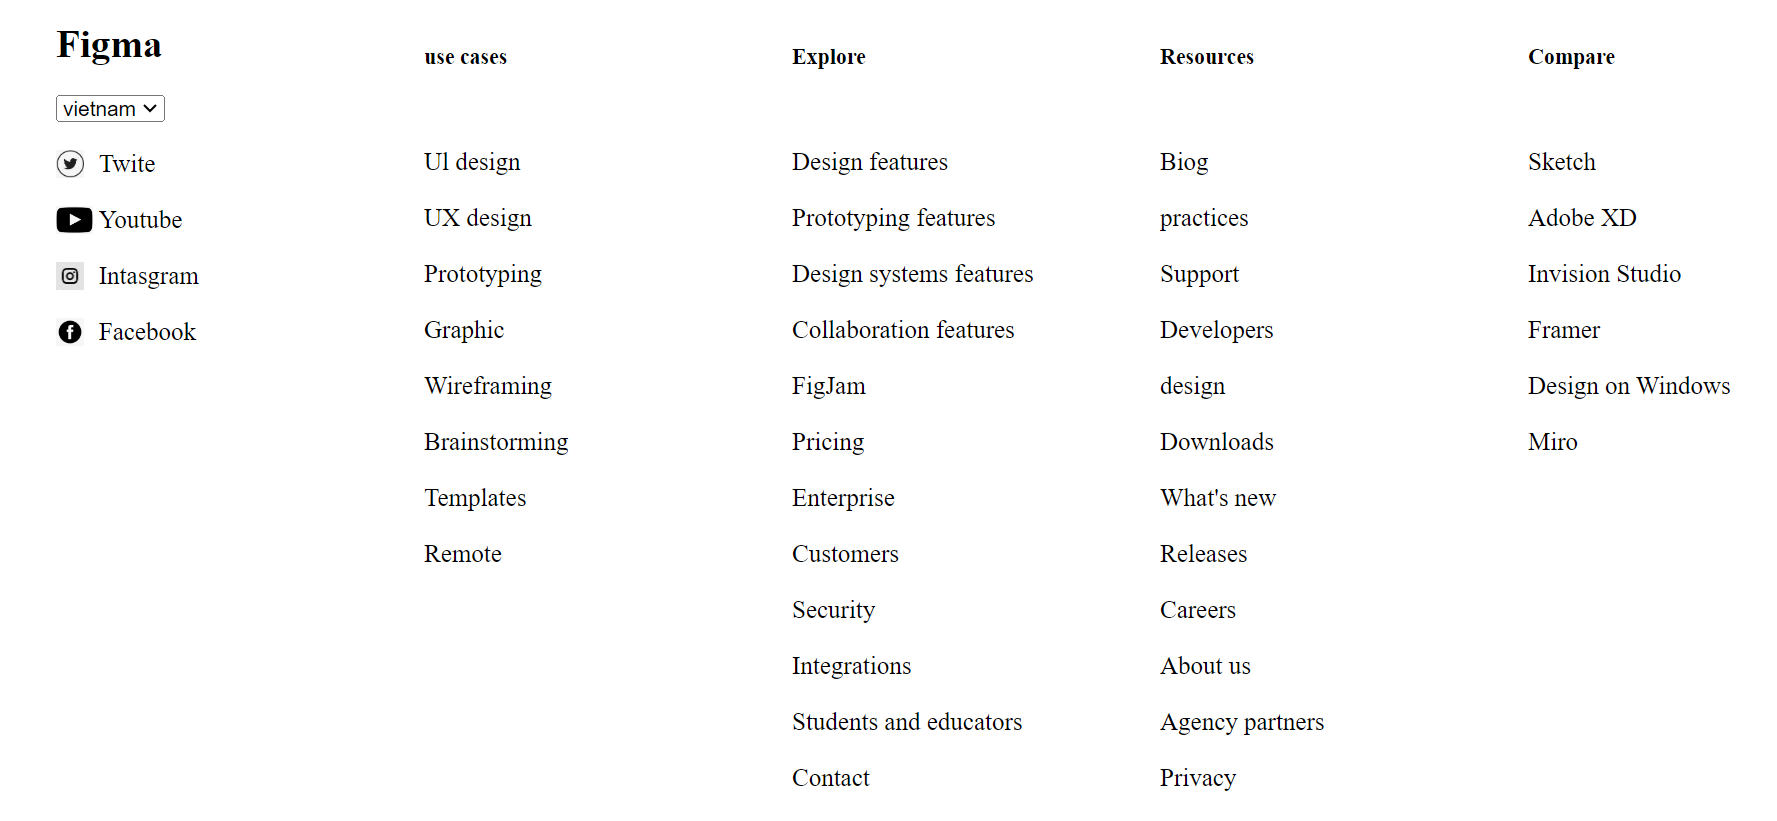 Figma
vietnam
Twite
Youtube
Intasgram
Facebook
use cases
Ul design
UX design
Prototyping
Graphic
Wireframing
Brainstorming
Templates
Remote
Explore
Design features
Prototyping features
Design systems features
Collaboration features
FigJam
Pricing
Enterprise
Customers
Security
Integrations
Students and educators
Contact
Resources
Biog
practices
Support
Developers
design
Downloads
What's new
Releases
Careers
About us
Agency partners
Privacy
Compare
Sketch
Adobe XD
Invision Studio
Framer
Design on Windows
Miro